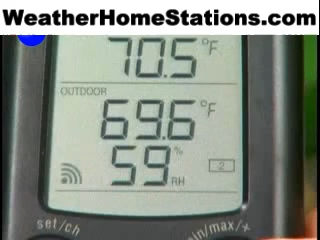 WeatherHomeStations.com
70.5 °F
OUTDOOR
69.6 °F
59 % RH
2
set/ch
min/max/+